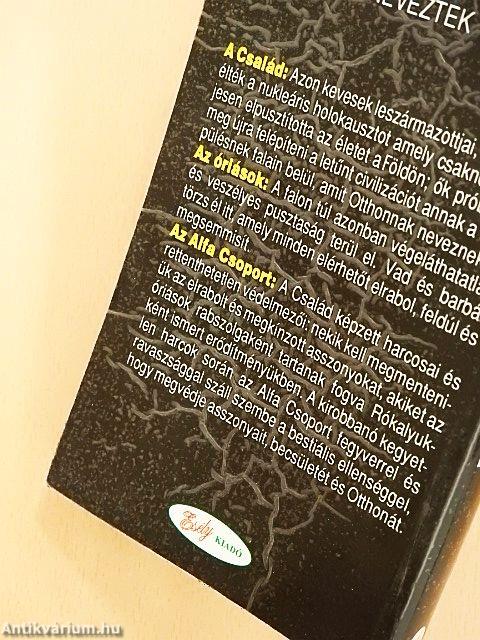 NEVEZTEK
A Család: Azon kevesek leszármazottjai,
élték a nukleáris holokausztot amely csakn
jesen elpusztította az életet a Földön; ők prób
meg újra felépíteni a letűnt civilizációt annak a
pülésnek falain belül, amit Otthonnak neveznek
Az óriások: A falon túl azonban végeláthatatla
és veszélyes pusztaság terül el. Vad és barbá
törzs él itt, amely minden elérhetőt elrabol, feldúl és
megsemmisít.
Az Alfa Csoport: A Család képzett harcosai és
rettenthetetlen védelmezői; nekik kell megmenteni-
ük az elrabolt és megkínzott asszonyokat, akiket az
óriások rabszolgaként tartanak fogva Rókalyuk-
ként ismert erődítményükben. A kirobbanó kegyet-
len harcok során az Alfa Csoport fegyverrel és
ravaszsággal száll szembe a bestiális ellenséggel,
hogy megvédje asszonyait, becsületét és Otthonát.
Esély
KIADÓ
Antikvárium.hu